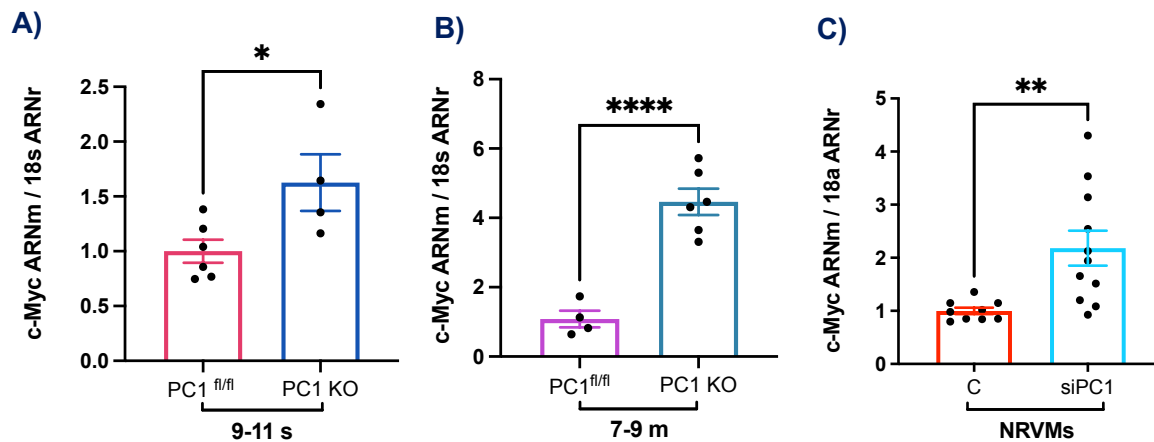 A)
c-Myc ARNm / 18s ARNr
2.5
2.0
1.5
1.0
0.5
0.0
*
PC1 fl/fl
PC1 KO
9-11 s
B)
c-Myc ARNm / 18s ARNr
8
6
4
2
0
****
PC1 fl/fl
PC1 KO
7-9 m
C)
c-Myc ARNm / 18a ARNr
5
4
3
2
1
0
**
C
siPC1
NRVMs